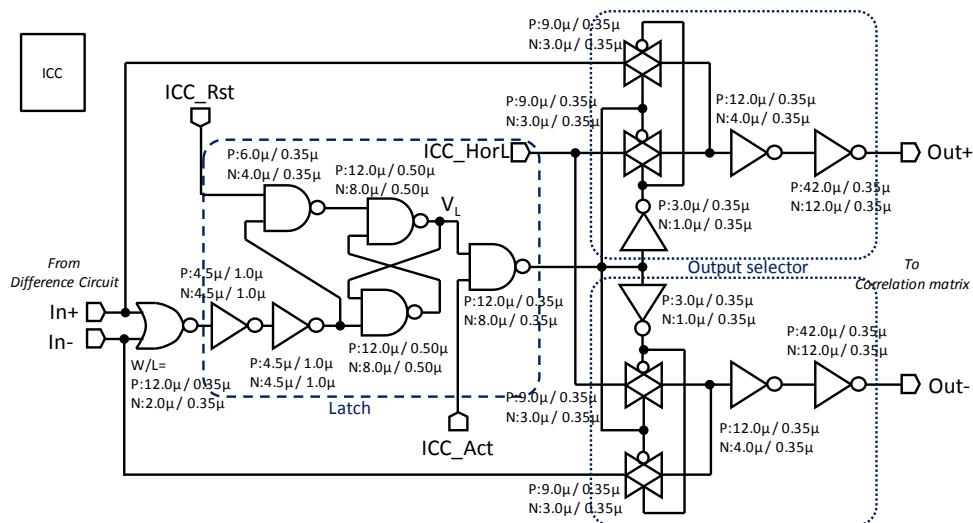 ICC
P:9.0μ/ 0.35μ
N:3.0μ/ 0.35μ
ICC_Rst
P:9.0μ/ 0.35μ
N:3.0μ/ 0.35μ
P:12.0μ/ 0.35μ
N:4.0μ/ 0.35μ
ICC_HorL
Out+
P:6.0μ/ 0.35μ
N:4.0μ/ 0.35μ
P:12.0μ/ 0.50μ
N:8.0μ/ 0.50μ
P:42.0μ/ 0.35μ
N:12.0μ/ 0.35μ
V_L
P:3.0μ/ 0.35μ
N:1.0μ/ 0.35μ
Output selector
From
Difference Circuit
To
Correlation matrix
P:4.5μ/ 1.0μ
N:4.5μ/ 1.0μ
In+
In-
P:12.0μ/ 0.35μ
N:8.0μ/ 0.35μ
P:3.0μ/ 0.35μ
N:1.0μ/ 0.35μ
P:42.0μ/ 0.35μ
N:12.0μ/ 0.35μ
W/L=
P:12.0μ/ 0.35μ
N:2.0μ/ 0.35μ
P:4.5μ/ 1.0μ
N:4.5μ/ 1.0μ
P:12.0μ/ 0.50μ
N:8.0μ/ 0.50μ
Latch
P:9.0μ/ 0.35μ
N:3.0μ/ 0.35μ
Out-
ICC_Act
P:12.0μ/ 0.35μ
N:4.0μ/ 0.35μ
P:9.0μ/ 0.35μ
N:3.0μ/ 0.35μ